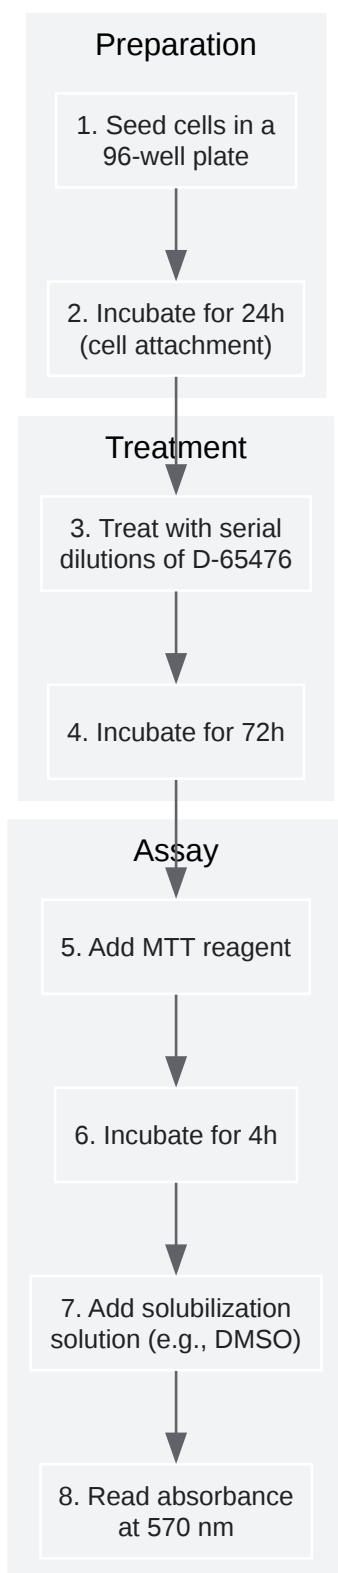 Preparation
1. Seed cells in a
96-well plate
2. Incubate for 24h
(cell attachment)
Treatment
3. Treat with serial
dilutions of D-65476
4. Incubate for 72h
Assay
5. Add MTT reagent
6. Incubate for 4h
7. Add solubilization
solution (e.g., DMSO)
8. Read absorbance
at 570 nm